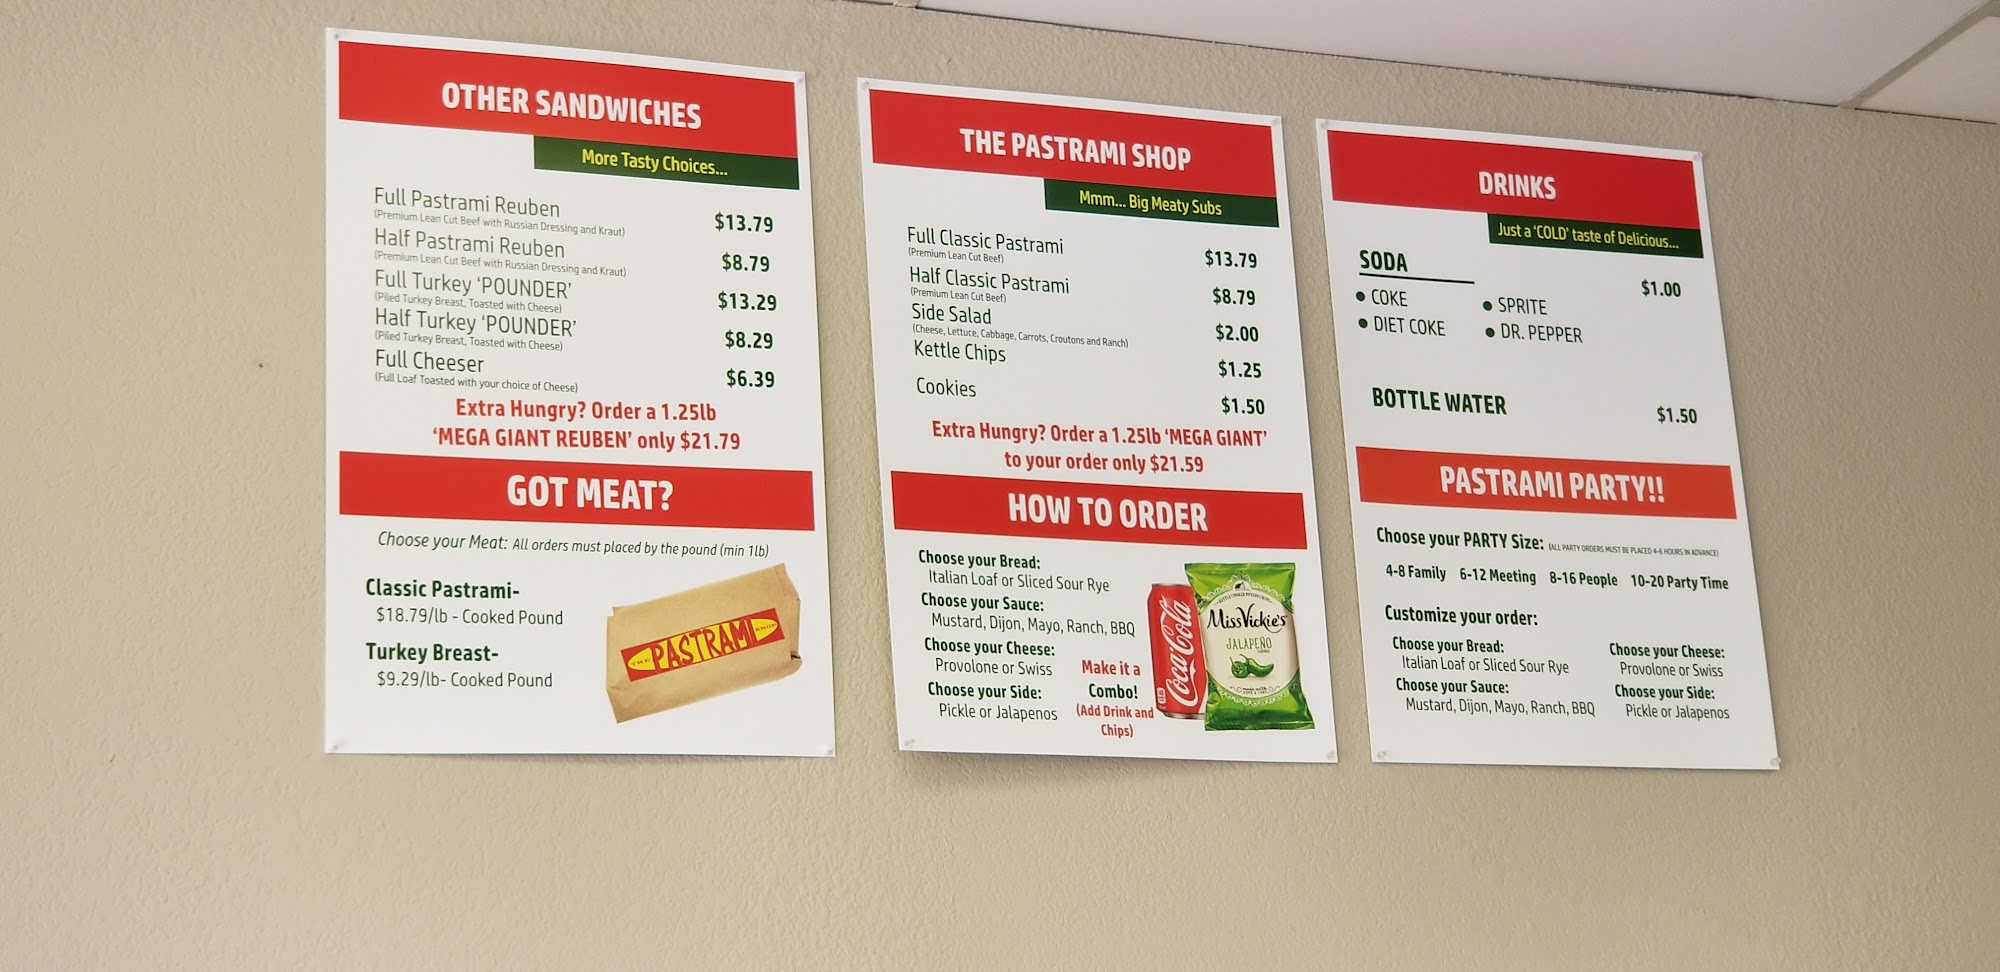 OTHER SANDWICHES
More Tasty Choices...
Full Pastrami Reuben $13.79
(Premium Lean Cut Beef with Russian Dressing and Kraut)
Half Pastrami Reuben $8.79
(Premium Lean Cut Beef with Russian Dressing and Kraut)
Full Turkey 'POUNDER' $13.29
(Piled Turkey Breast, Toasted with Cheese)
Half Turkey 'POUNDER' $8.29
(Piled Turkey Breast, Toasted with Cheese)
Full Cheeser $6.39
(Full Loaf Toasted with your choice of Cheese)
Extra Hungry? Order a 1.25lb
'MEGA GIANT REUBEN' only $21.79
GOT MEAT?
Choose your Meat: All orders must placed by the pound (min 1lb)
Classic Pastrami-
$18.79/lb - Cooked Pound
Turkey Breast-
$9.29/lb- Cooked Pound
THE PASTRAMI SHOP
THE PASTRAMI SHOP
Mmm... Big Meaty Subs
Full Classic Pastrami $13.79
(Premium Lean Cut Beef)
Half Classic Pastrami $8.79
(Premium Lean Cut Beef)
Side Salad $2.00
(Cheese, Lettuce, Cabbage, Carrots, Croutons and Ranch)
Kettle Chips $1.25
Cookies $1.50
Extra Hungry? Order a 1.25lb 'MEGA GIANT'
to your order only $21.59
HOW TO ORDER
Choose your Bread:
Italian Loaf or Sliced Sour Rye
Choose your Sauce:
Mustard, Dijon, Mayo, Ranch, BBQ
Choose your Cheese:
Provolone or Swiss
Choose your Side:
Pickle or Jalapenos
Make it a
Combo!
(Add Drink and
Chips)
Coca-Cola
Miss Vickie's
JALAPEÑO
DRINKS
Just a 'COLD' taste of Delicious...
SODA $1.00
• COKE • SPRITE
• DIET COKE • DR. PEPPER
BOTTLE WATER $1.50
PASTRAMI PARTY!!
Choose your PARTY Size: (ALL PARTY ORDERS MUST BE PLACED 4-6 HOURS IN ADVANCE)
4-8 Family 6-12 Meeting 8-16 People 10-20 Party Time
Customize your order:
Choose your Bread:
Italian Loaf or Sliced Sour Rye
Choose your Sauce:
Mustard, Dijon, Mayo, Ranch, BBQ
Choose your Cheese:
Provolone or Swiss
Choose your Side:
Pickle or Jalapenos